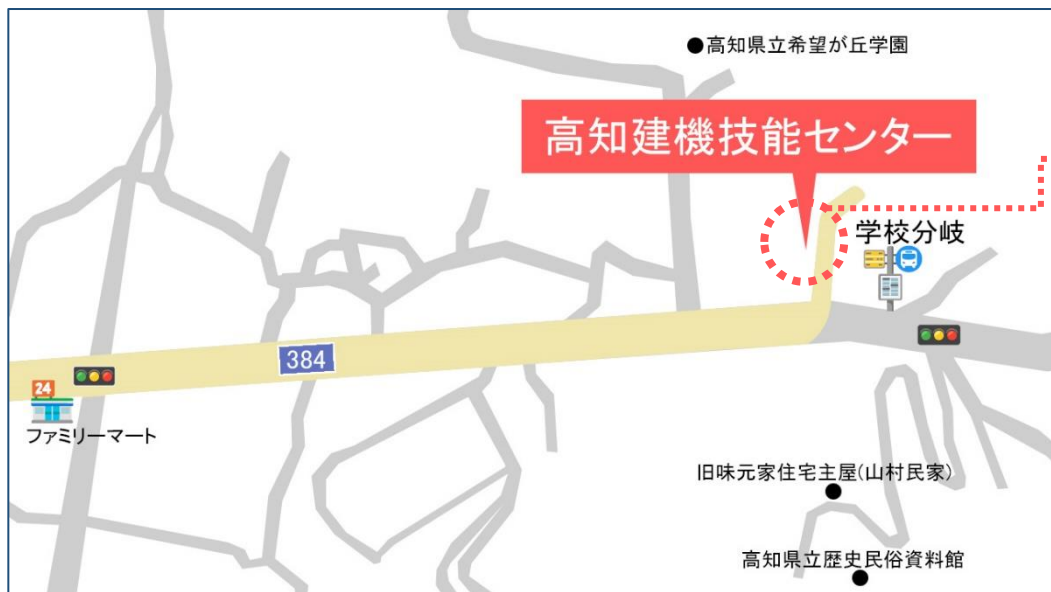 ●高知県立希望が丘学園
高知建機技能センター
学校分岐
384
24
ファミリーマート
旧味元家住宅主屋(山村民家)
高知県立歴史民俗資料館